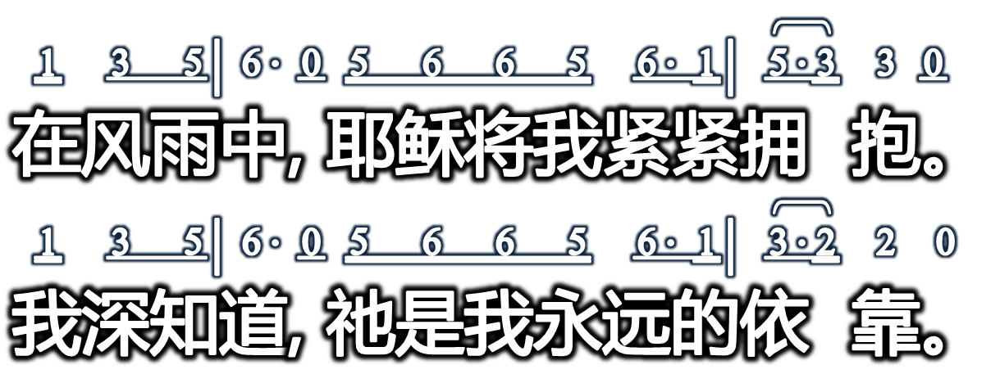 1 3 5 | 6· 0 5 6 6 5 6· 1 | 5·3 3 0
在风雨中, 耶稣将我紧紧拥 抱。
1 3 5 | 6· 0 5 6 6 5 6· 1 | 3·2 2 0
我深知道, 祂是我永远的依 靠。